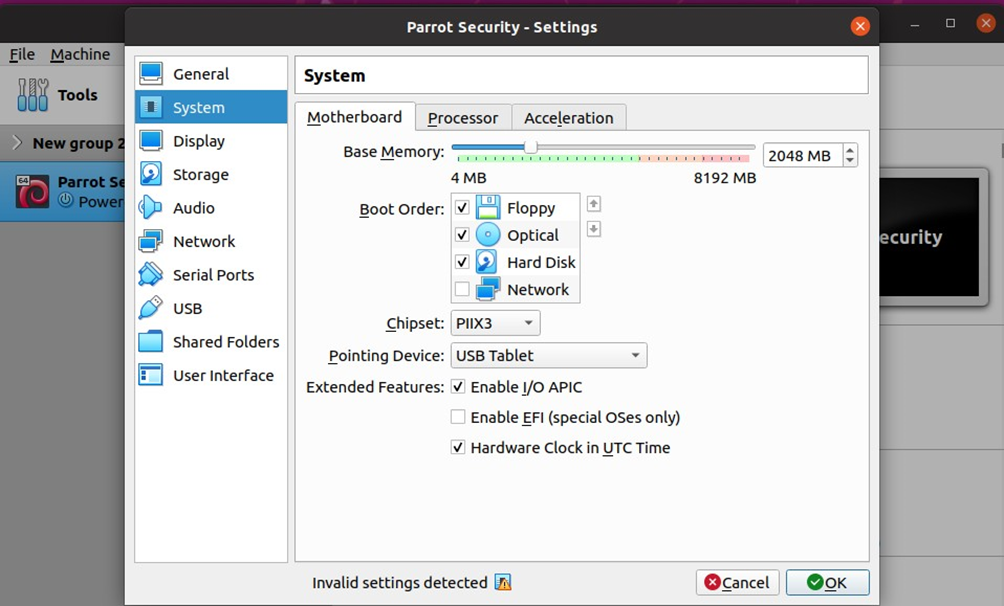 Parrot Security - Settings
File Machine
Tools
New group 2
64
Parrot Se
Power
General
System
Display
Storage
Audio
Network
Serial Ports
USB
Shared Folders
User Interface
System
Motherboard Processor Acceleration
Base Memory: 2048 MB
4 MB 8192 MB
Boot Order: Floppy
Optical
Hard Disk
Network
Chipset: PIIX3
Pointing Device: USB Tablet
Extended Features: Enable I/O APIC
Enable EFI (special OSes only)
Hardware Clock in UTC Time
ecurity
Invalid settings detected Cancel OK